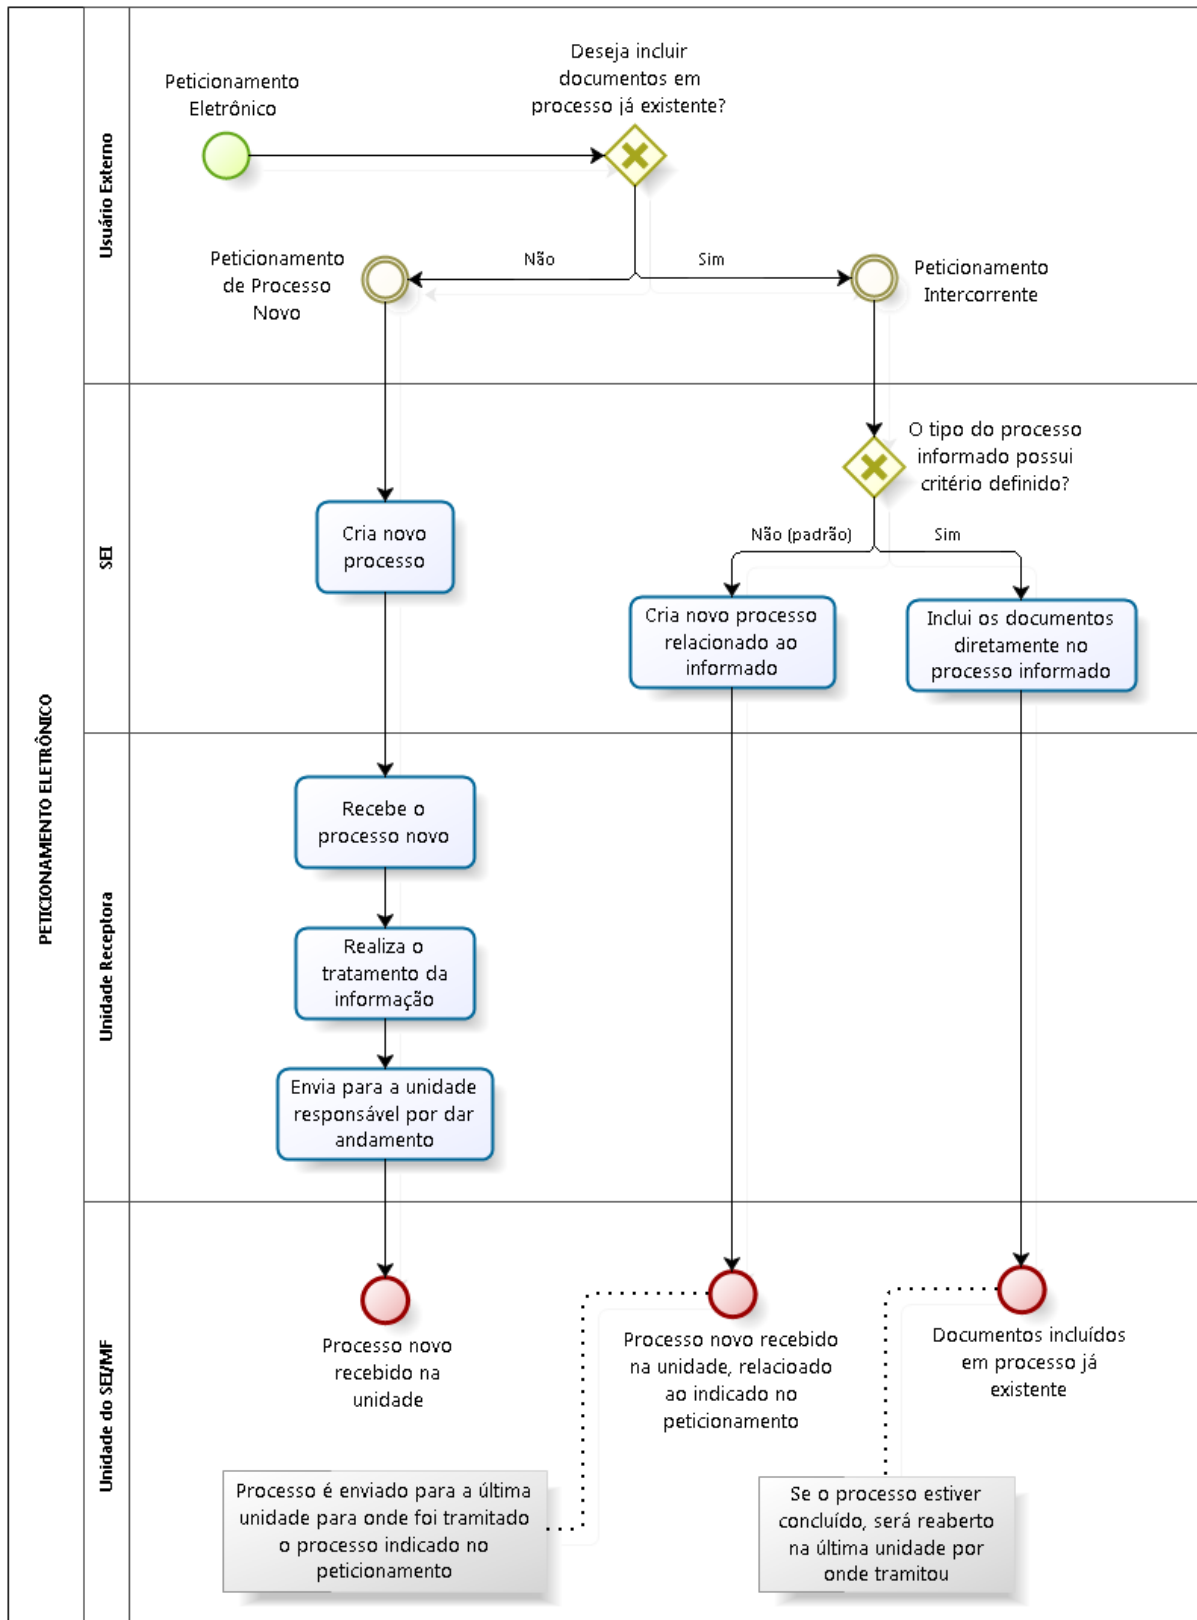 PETICIONAMENTO ELETRÔNICO
Usuário Externo
Peticionamento
Eletrônico
Deseja incluir
documentos em
processo já existente?
Não
Sim
Peticionamento
de Processo
Novo
Peticionamento
Intercorrente
SEI
O tipo do processo
informado possui
critério definido?
Não (padrão)
Sim
Cria novo
processo
Cria novo processo
relacionado ao
informado
Inclui os documentos
diretamente no
processo informado
Unidade Receptora
Recebe o
processo novo
Realiza o
tratamento da
informação
Envia para a unidade
responsável por dar
andamento
Unidade do SEI/MF
Processo novo
recebido na
unidade
Processo novo recebido
na unidade, relacioado
ao indicado no
peticionamento
Documentos incluídos
em processo já
existente
Processo é enviado para a última
unidade para onde foi tramitado
o processo indicado no
peticionamento
Se o processo estiver
concluído, será reaberto
na última unidade por
onde tramitou